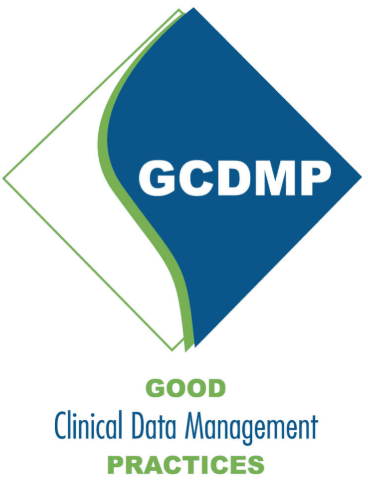 GCDMP
GOOD
Clinical Data Management
PRACTICES